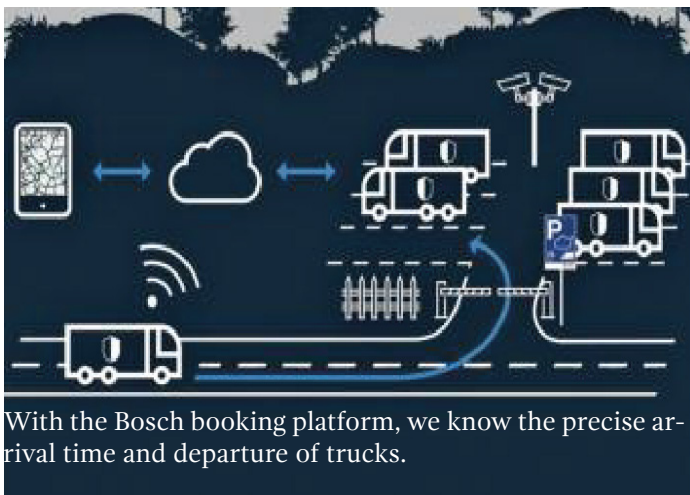 P
With the Bosch booking platform, we know the precise ar-
rival time and departure of trucks.